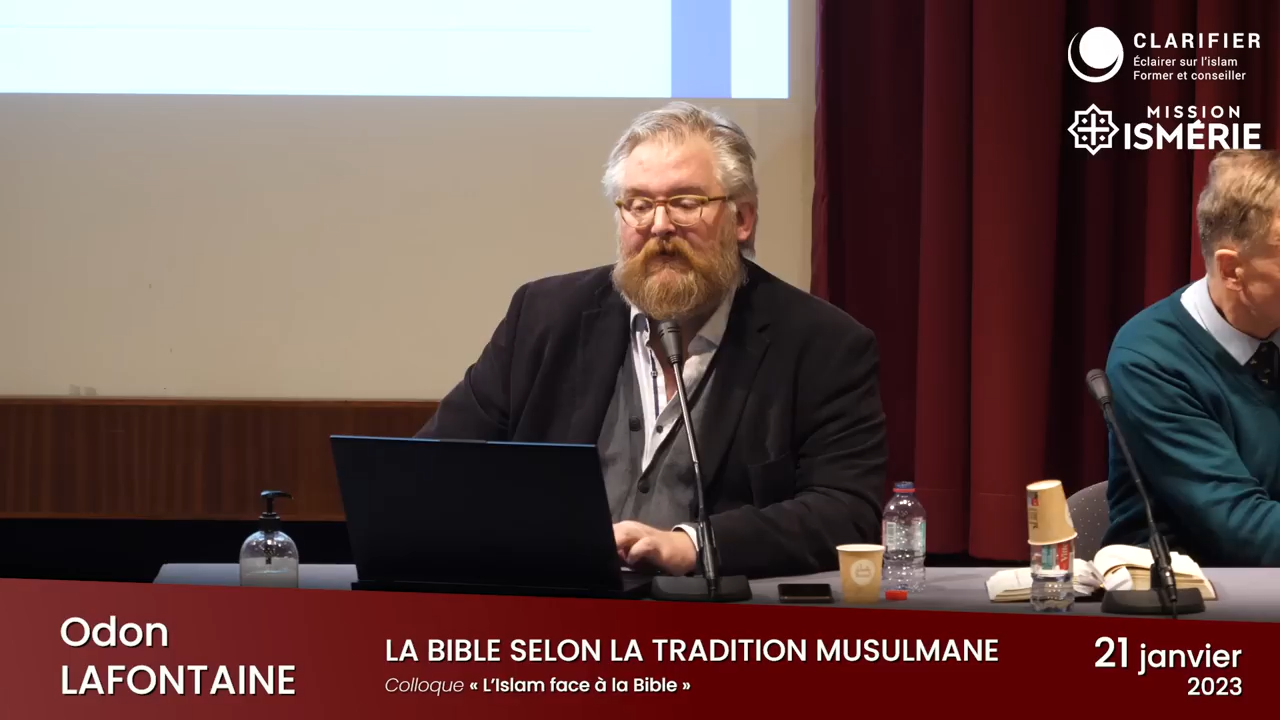 CLARIFIER
Éclairer sur l'islam
Former et conseiller
MISSION
ISMÉRIE
Odon
LAFONTAINE
LA BIBLE SELON LA TRADITION MUSULMANE
Colloque « L'Islam face à la Bible »
21 janvier
2023